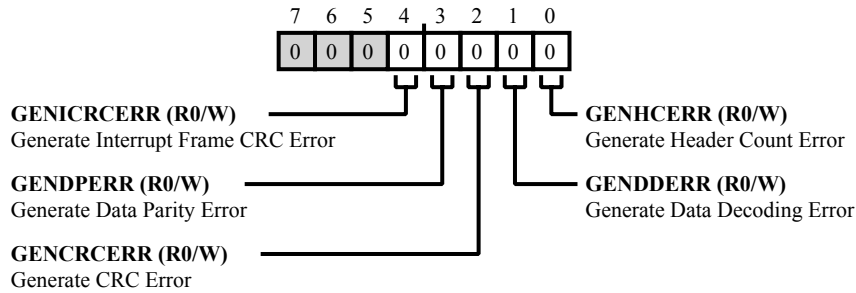 7 6 5 4 3 2 1 0
0 0 0 0 0 0 0 0
GENICRCERR (R0/W)
Generate Interrupt Frame CRC Error
GENHCERR (R0/W)
Generate Header Count Error
GENDPERR (R0/W)
Generate Data Parity Error
GENDDERR (R0/W)
Generate Data Decoding Error
GENCRCERR (R0/W)
Generate CRC Error